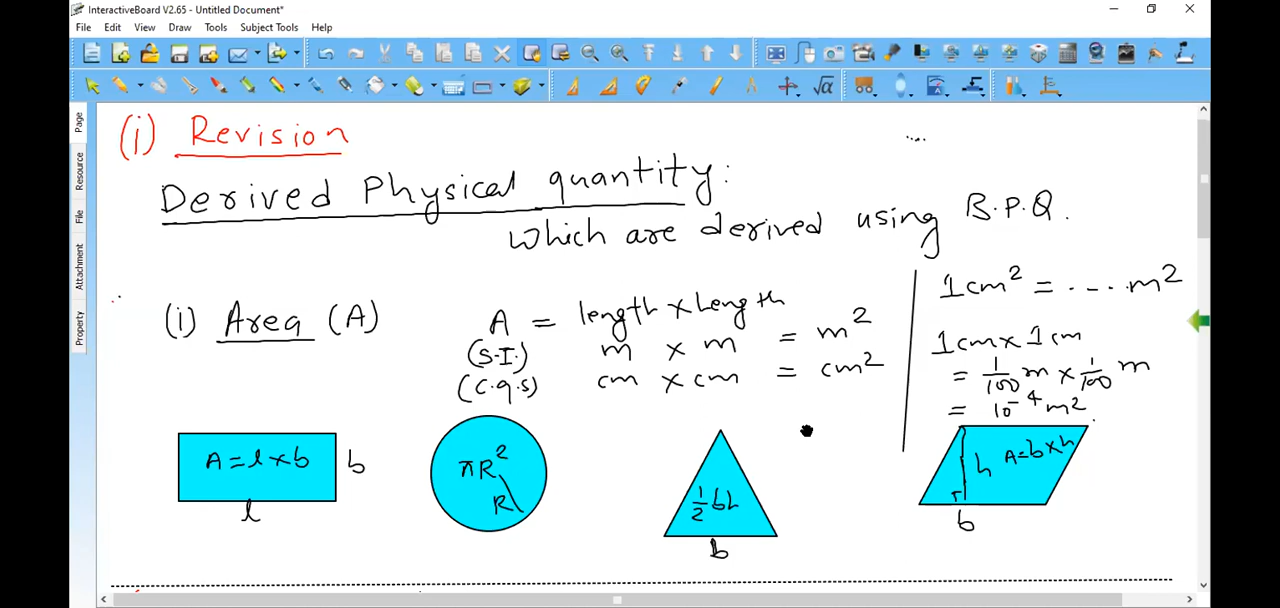 InteractiveBoard V2.65 - Untitled Document*
File Edit View Draw Tools Subject Tools Help
Page
Resource
File
Attachment
Property
(i) Revision
Derived Physical quantity:
which are derived using B.P.Q.
(i) Area (A)
A = length x Length
(S.I.) m x m = m²
(C.g.s) cm x cm = cm²
1cm² = ..-- ..m²
1cm x 1cm
= 1/100 m x 1/100 m
= 10⁻⁴ m²
A = l x b
b
l
πR²
R
1/2 bh
b
h A=b x h
b